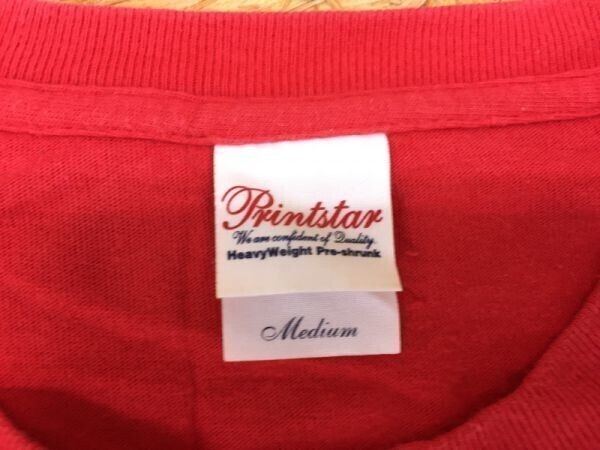 Printstar
We are confident of Quality.
HeavyWeight Pre-shrunk
Medium